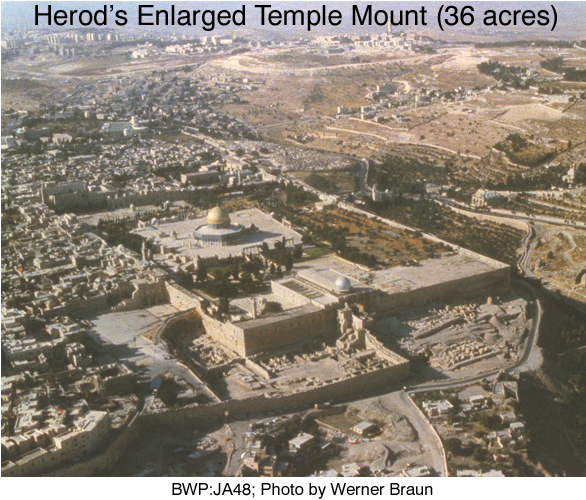 Herod's Enlarged Temple Mount (36 acres)
BWP:JA48; Photo by Werner Braun